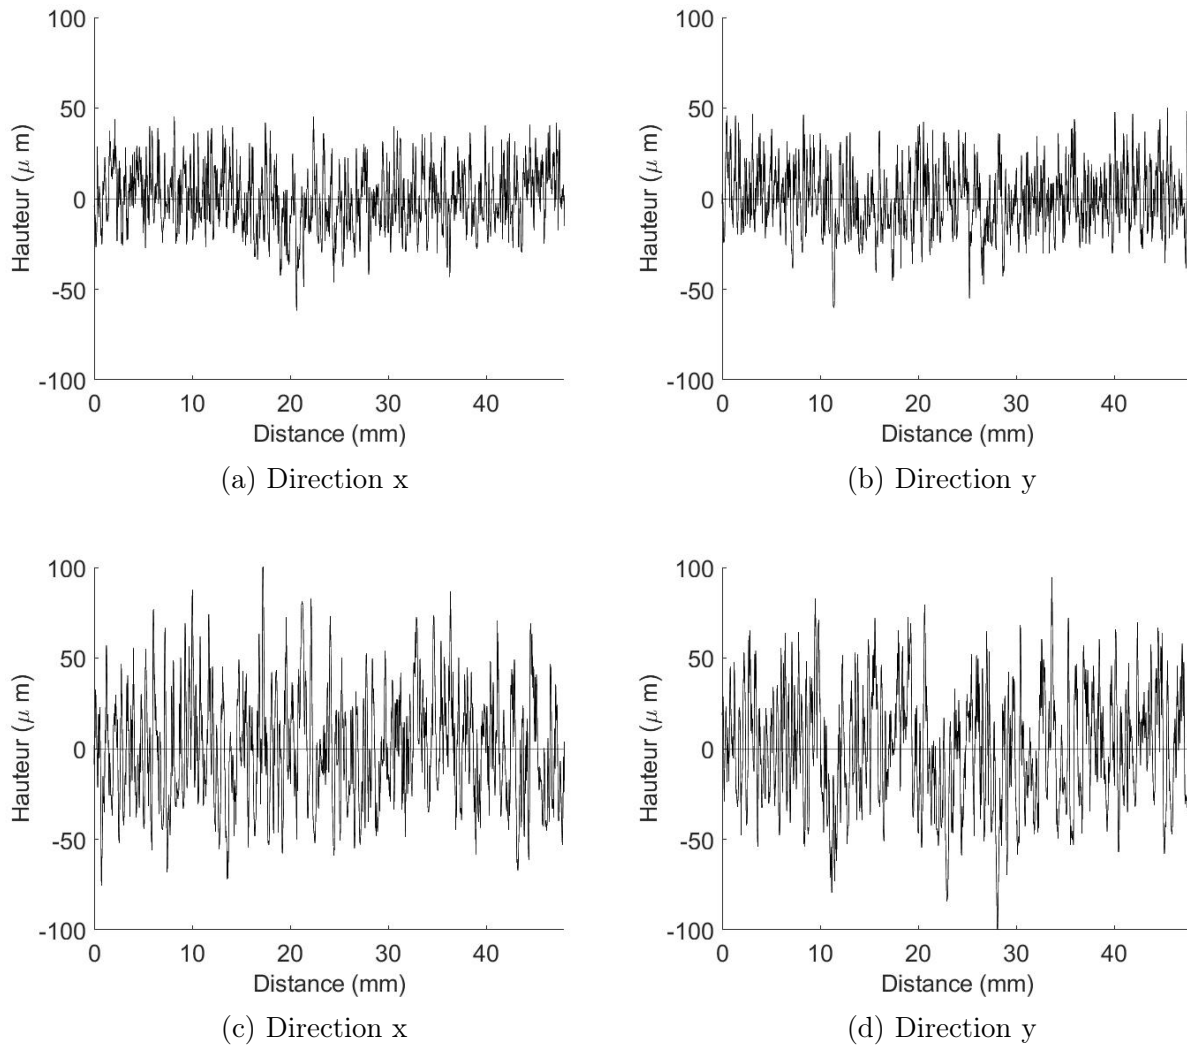 100
50
0
-50
-100
Hauteur (μ m)
0 10 20 30 40
Distance (mm)
(a) Direction x
100
50
0
-50
-100
Hauteur (μ m)
0 10 20 30 40
Distance (mm)
(b) Direction y
100
50
0
-50
-100
Hauteur (μ m)
0 10 20 30 40
Distance (mm)
(c) Direction x
100
50
0
-50
-100
Hauteur (μ m)
0 10 20 30 40
Distance (mm)
(d) Direction y